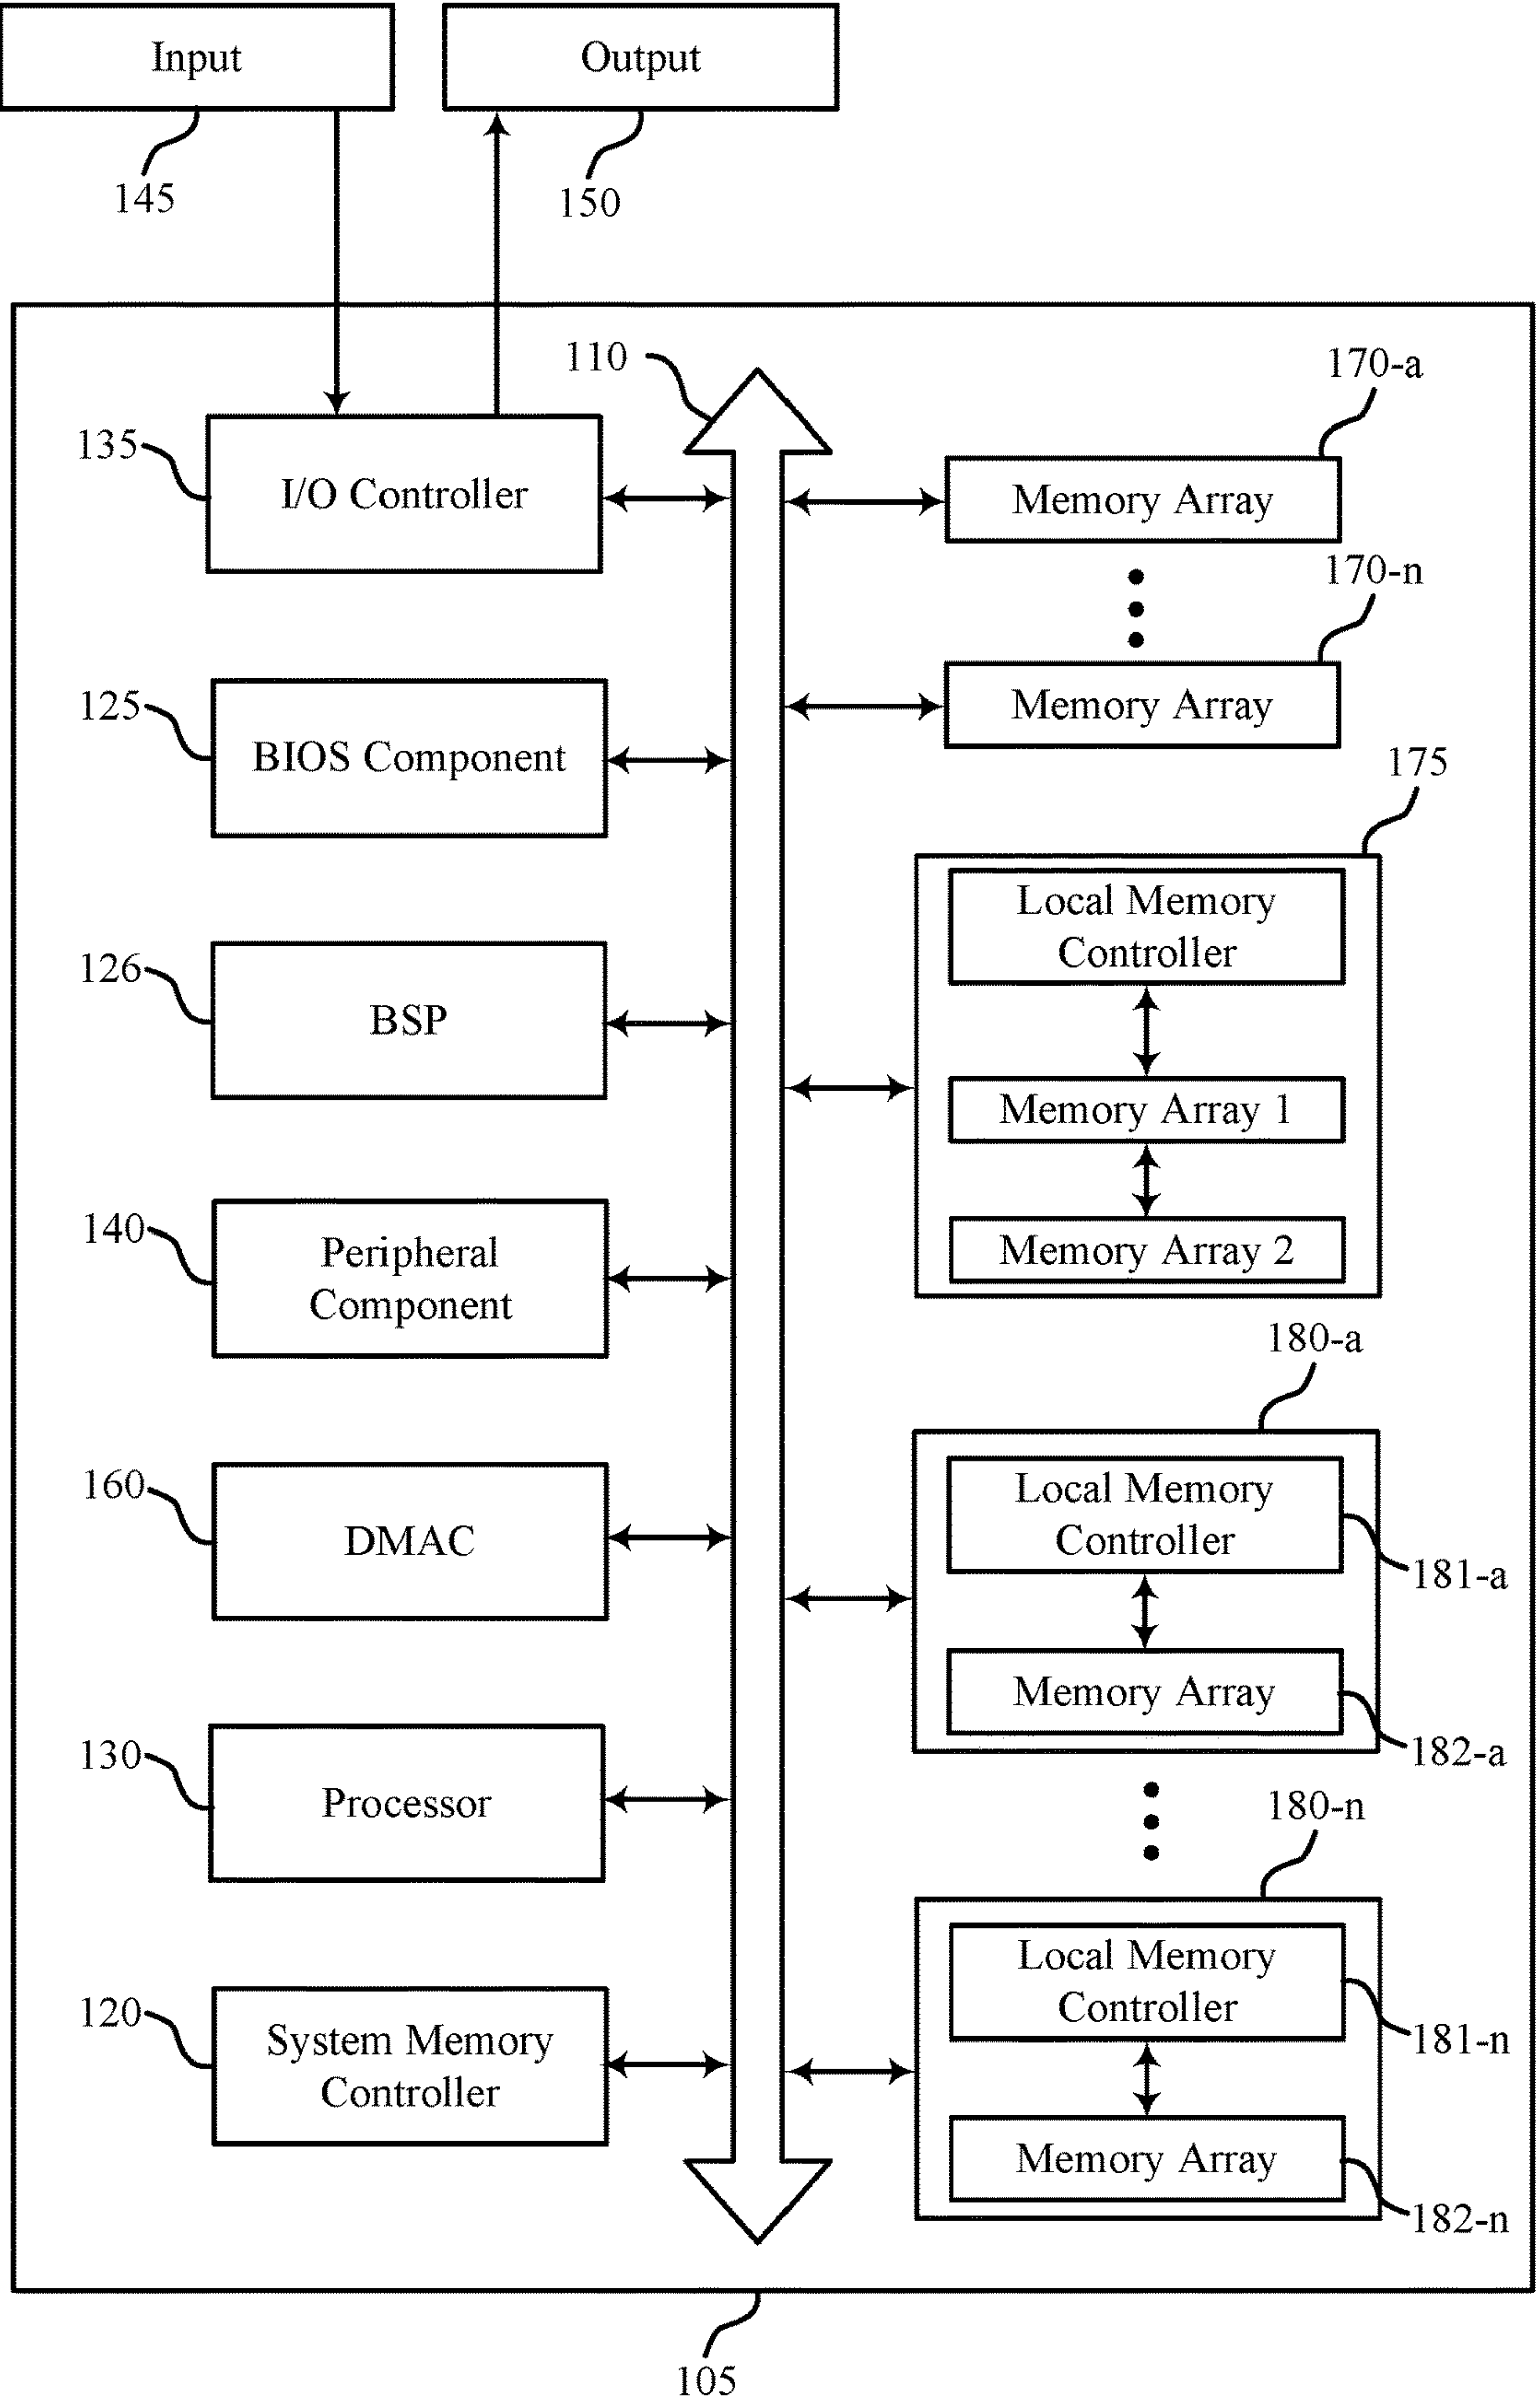 Input
Output
145
150
110
170-a
135
I/O Controller
Memory Array
170-n
125
BIOS Component
Memory Array
175
Local Memory
Controller
126
BSP
Memory Array 1
140
Peripheral
Component
Memory Array 2
180-a
160
DMAC
Local Memory
Controller
181-a
Memory Array
182-a
130
Processor
180-n
120
System Memory
Controller
Local Memory
Controller
181-n
Memory Array
182-n
105